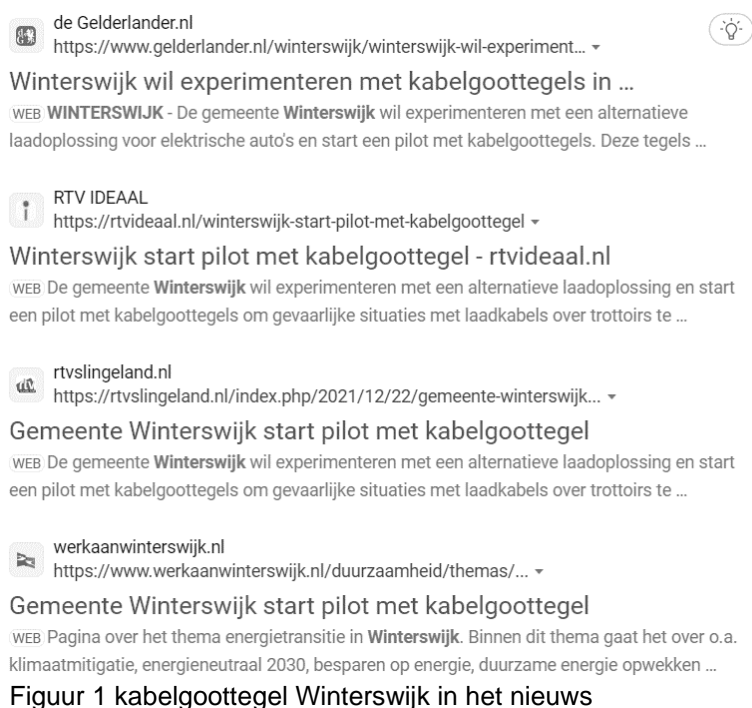 de Gelderlander.nl
https://www.gelderlander.nl/winterswijk/winterswijk-wil-experiment...
Winterswijk wil experimenteren met kabelgoottegels in ...
WEB WINTERSWIJK - De gemeente Winterswijk wil experimenteren met een alternatieve
laadoplossing voor elektrische auto's en start een pilot met kabelgoottegels. Deze tegels ...
RTV IDEAAL
https://rtvideaal.nl/winterswijk-start-pilot-met-kabelgoottegel
Winterswijk start pilot met kabelgoottegel - rtvideaal.nl
WEB De gemeente Winterswijk wil experimenteren met een alternatieve laadoplossing en start
een pilot met kabelgoottegels om gevaarlijke situaties met laadkabels over trottoirs te ...
rtvslingeland.nl
https://rtvslingeland.nl/index.php/2021/12/22/gemeente-winterswijk...
Gemeente Winterswijk start pilot met kabelgoottegel
WEB De gemeente Winterswijk wil experimenteren met een alternatieve laadoplossing en start
een pilot met kabelgoottegels om gevaarlijke situaties met laadkabels over trottoirs te ...
werkaanwinterswijk.nl
https://www.werkaanwinterswijk.nl/duurzaamheid/themas/...
Gemeente Winterswijk start pilot met kabelgoottegel
WEB Pagina over het thema energietransitie in Winterswijk. Binnen dit thema gaat het over o.a.
klimaatmitigatie, energieneutraal 2030, besparen op energie, duurzame energie opwekken ...
Figuur 1 kabelgoottegel Winterswijk in het nieuws